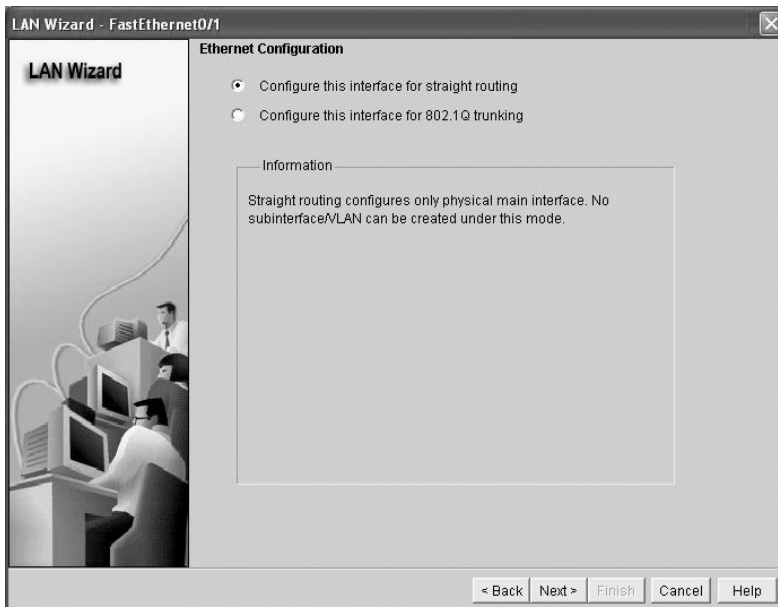 LAN Wizard - FastEthernet0/1
LAN Wizard
Ethernet Configuration
Configure this interface for straight routing
Configure this interface for 802.1Q trunking
Information
Straight routing configures only physical main interface. No
subinterface/VLAN can be created under this mode.
< Back
Next >
Finish
Cancel
Help